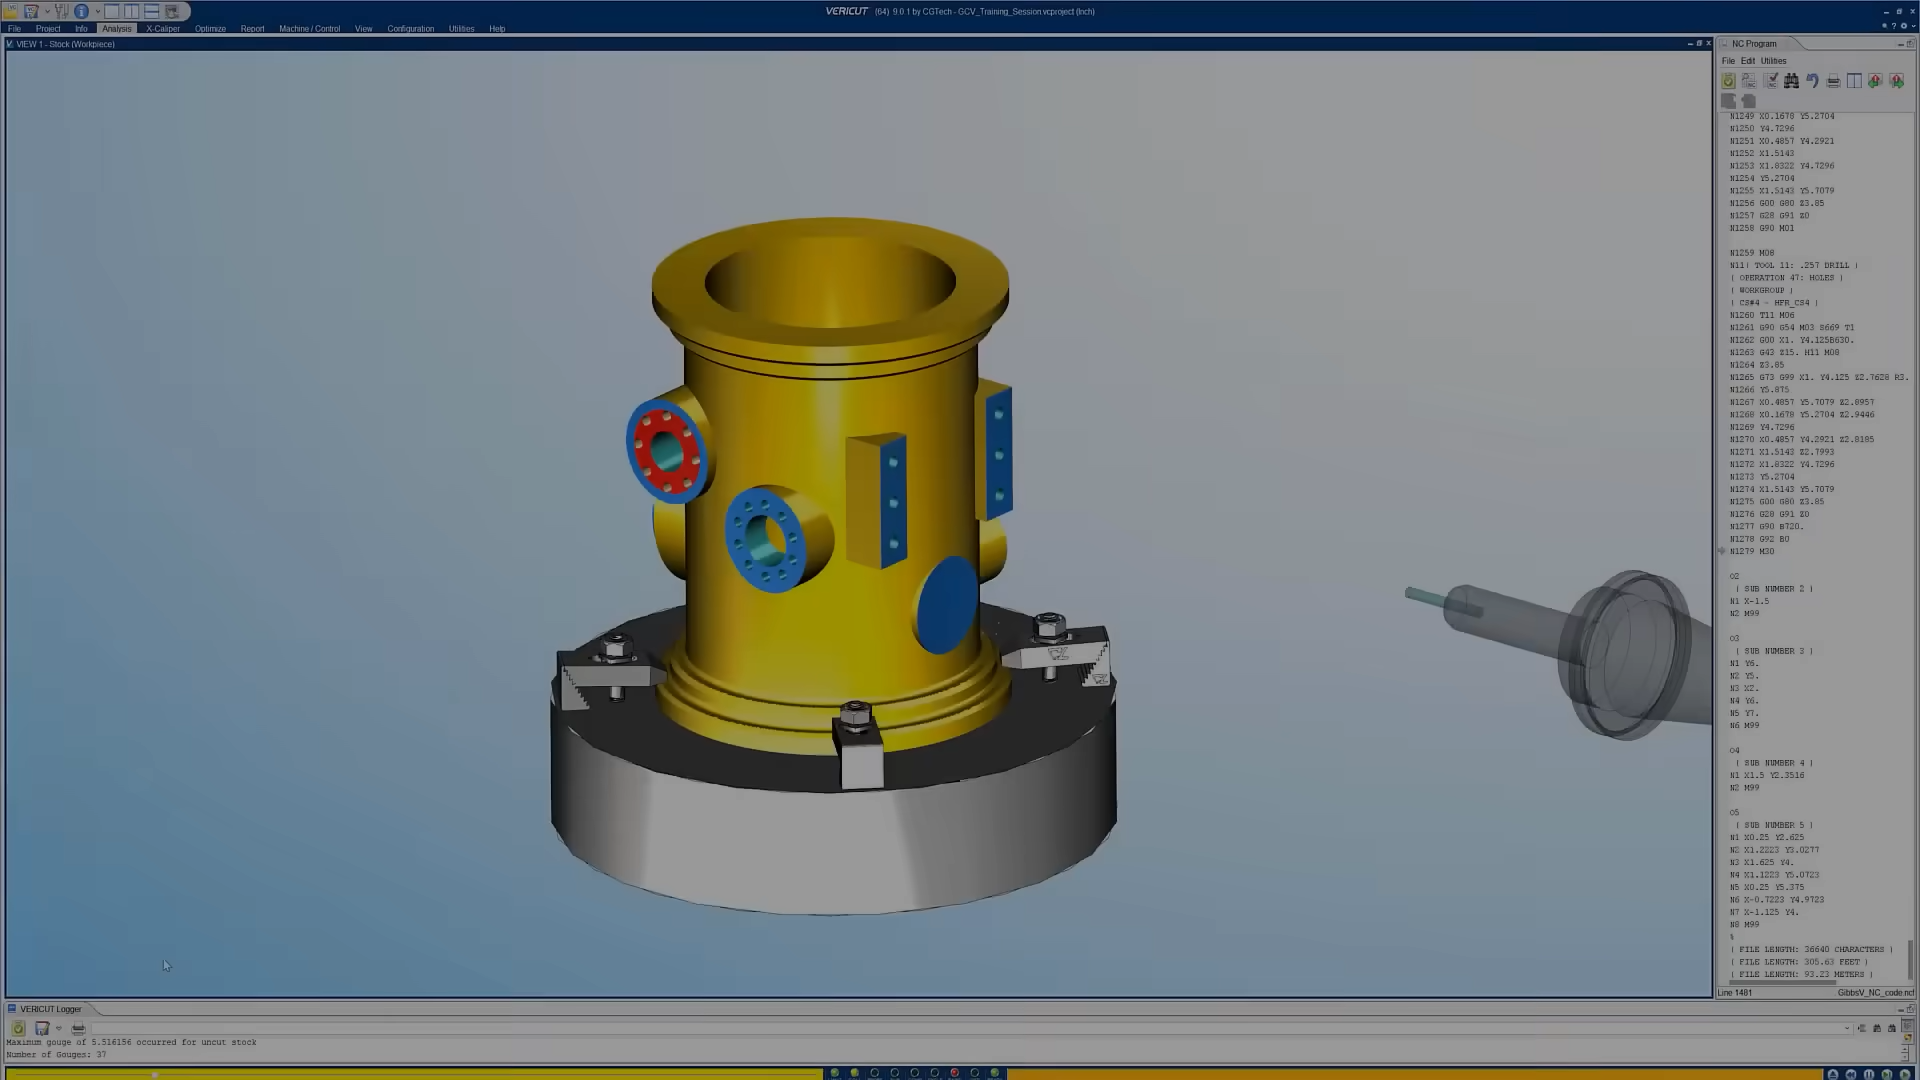 VERICUT (64) 9.0.1 by CGTech - GCV_Training_Session vcproject (Inch)
File Project Info Analysis X-Caliper Optimize Report Machine / Control View Configuration Utilities Help
VIEW 1 - Stock (Workpiece)
NC Program
File Edit Utilities
N1249 X0.1678 Y5.2704
N1250 Y4.7296
N1251 X0.4857 Y4.2921
N1252 X1.5143
N1253 X1.8322 Y4.7296
N1254 Y5.2704
N1255 X1.5143 Y5.7079
N1256 G00 G80 Z3.85
N1257 G28 G91 Z0
N1258 G90 M01
N1259 M08
N11( TOOL 11: .257 DRILL )
( OPERATION 47: HOLES )
( WORKGROUP )
( CS#4 - HFR_CS4 )
N1260 T11 M06
N1261 G90 G54 M03 S669 T1
N1262 G00 X1. Y4.125B630.
N1263 G43 Z15. H11 M08
N1264 Z3.85
N1265 G73 G99 X1. Y4.125 Z2.7628 R3.
N1266 Y5.875
N1267 X0.4857 Y5.7079 Z2.8957
N1268 X0.1678 Y5.2704 Z2.9446
N1269 Y4.7296
N1270 X0.4857 Y4.2921 Z2.8185
N1271 X1.5143 Z2.7993
N1272 X1.8322 Y4.7296
N1273 Y5.2704
N1274 X1.5143 Y5.7079
N1275 G00 G80 Z3.85
N1276 G28 G91 Z0
N1277 G90 B720.
N1278 G92 B0
N1279 M30
O2
( SUB NUMBER 2 )
N1 X-1.5
N2 M99
O3
( SUB NUMBER 3 )
N1 Y6.
N2 Y5.
N3 X2.
N4 Y6.
N5 Y7.
N6 M99
O4
( SUB NUMBER 4 )
N1 X1.5 Y2.3516
N2 M99
O5
( SUB NUMBER 5 )
N1 X0.25 Y2.625
N2 X1.2223 Y3.0277
N3 X1.625 Y4.
N4 X1.1223 Y5.0723
N5 X0.25 Y5.375
N6 X-0.7223 Y4.9723
N7 X-1.125 Y4.
N8 M99
%
( FILE LENGTH: 36640 CHARACTERS )
( FILE LENGTH: 305.63 FEET )
( FILE LENGTH: 93.23 METERS )
Line 1481 GibbsV_NC_code.ncf
VERICUT Logger
Maximum gouge of 5.516156 occurred for uncut stock
Number of Gouges: 37